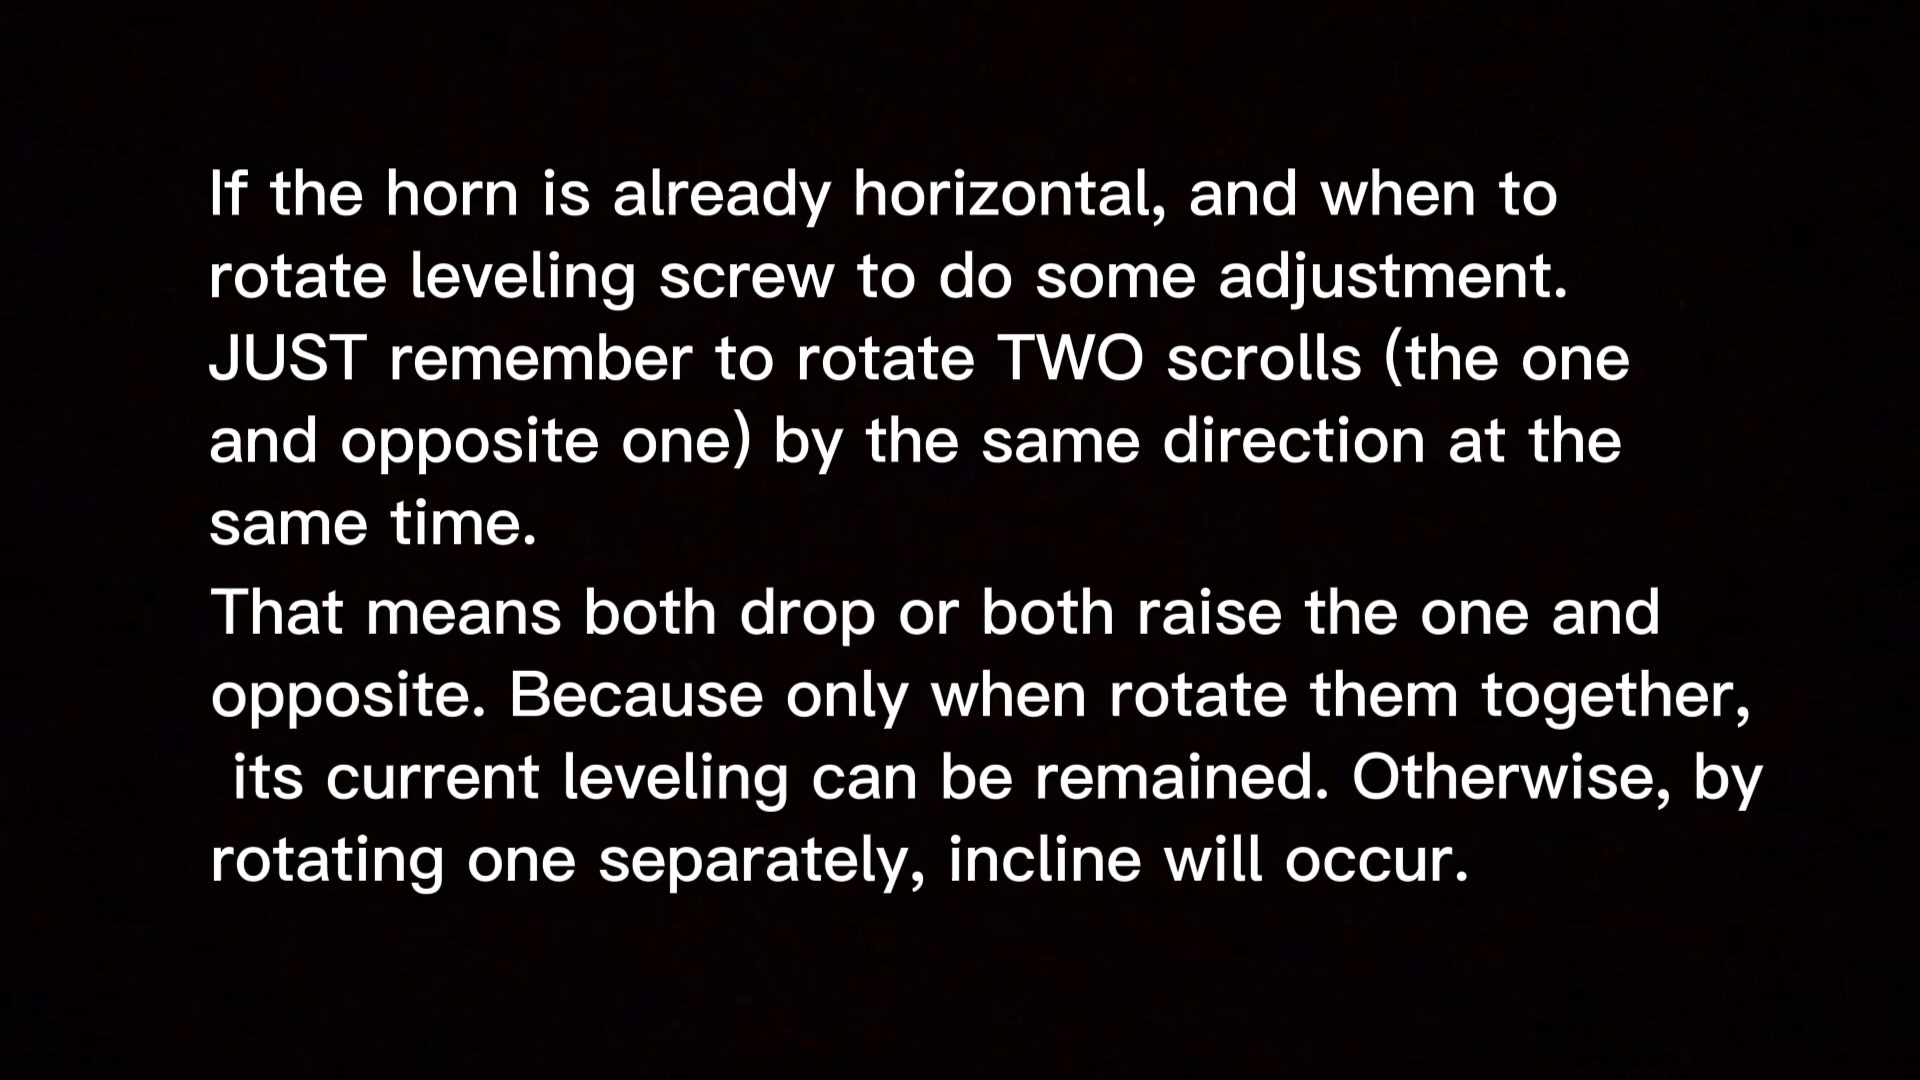 If the horn is already horizontal, and when to
rotate leveling screw to do some adjustment.
JUST remember to rotate TWO scrolls (the one
and opposite one) by the same direction at the
same time.
That means both drop or both raise the one and
opposite. Because only when rotate them together,
its current leveling can be remained. Otherwise, by
rotating one separately, incline will occur.